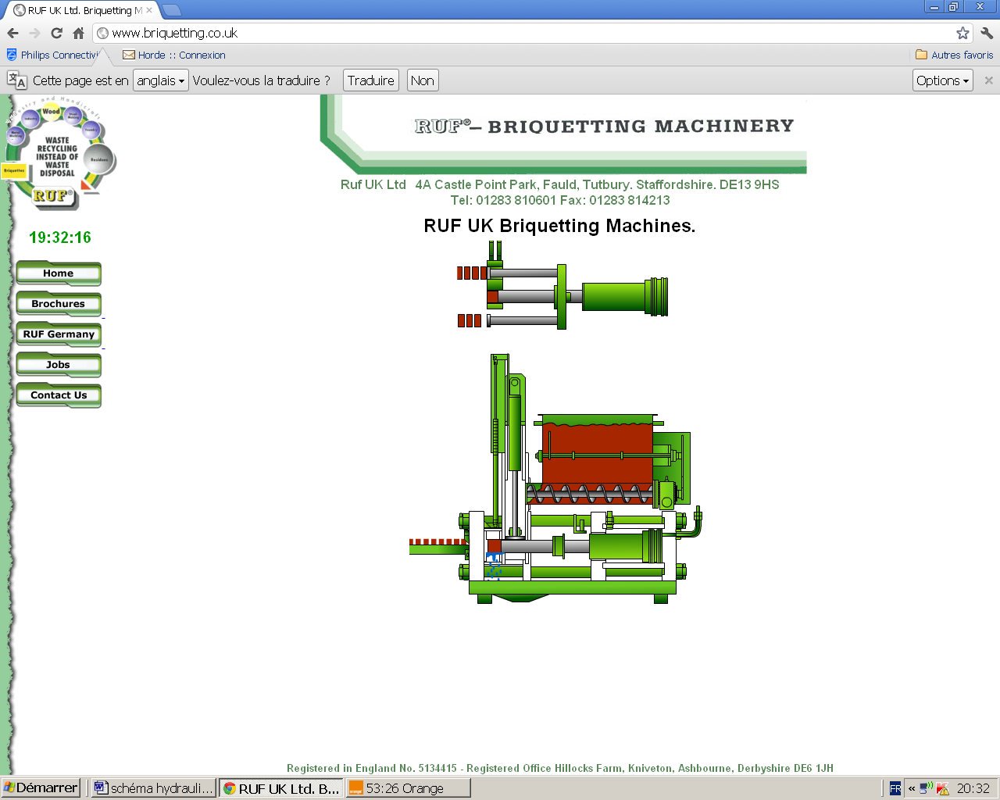 RUF UK Ltd. Briquetting M
www.briquetting.co.uk
Philips Connectivi
Horde :: Connexion
Autres favoris
Cette page est en anglais Voulez-vous la traduire ? Traduire Non Options
Industry and Handicraft
Wood
Industry
Briquettes
Residues
WASTE
RECYCLING
INSTEAD OF
WASTE
DISPOSAL
RUF®
RUF®– BRIQUETTING MACHINERY
Ruf UK Ltd 4A Castle Point Park, Fauld, Tutbury. Staffordshire. DE13 9HS
Tel: 01283 810601 Fax: 01283 814213
RUF UK Briquetting Machines.
19:32:16
Home
Brochures
RUF Germany
Jobs
Contact Us
Registered in England No. 5134415 - Registered Office Hillocks Farm, Kniveton, Ashbourne, Derbyshire DE6 1JH
Démarrer
schéma hydrauli...
RUF UK Ltd. B...
53:26 Orange
FR
«
20:32